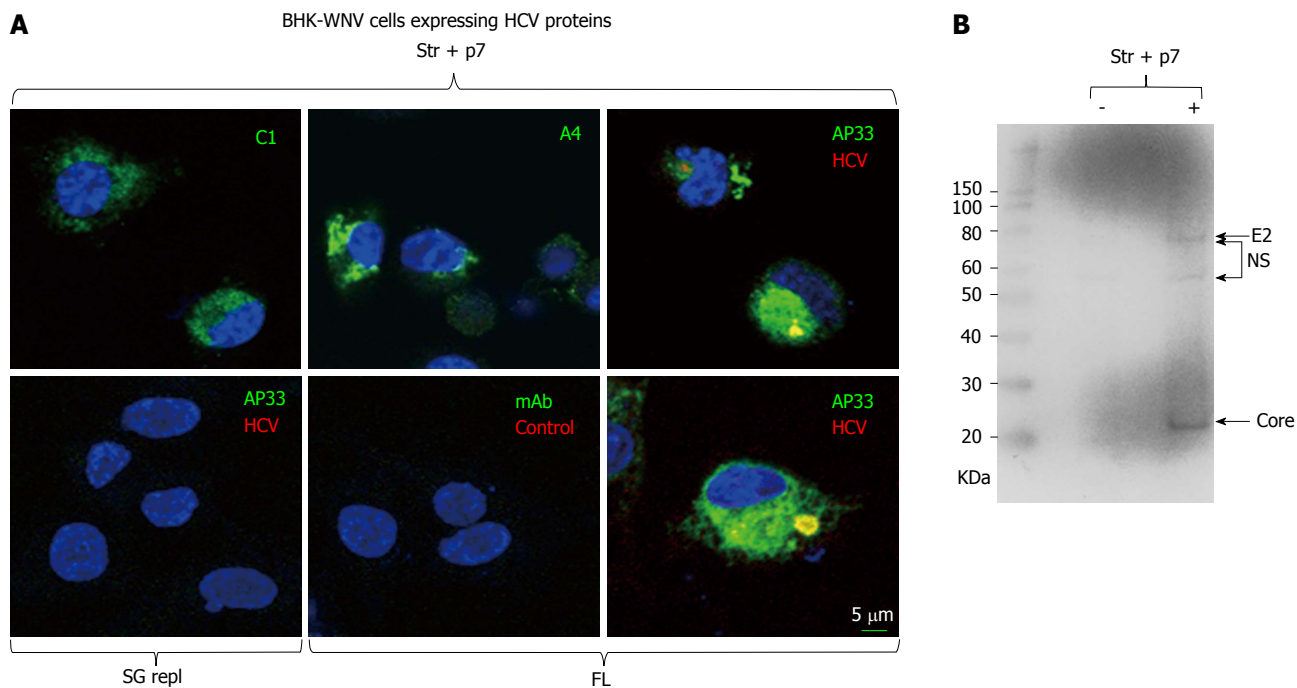 A
BHK-WNV cells expressing HCV proteins
Str + p7
C1
A4
AP33
HCV
AP33
HCV
mAb
Control
AP33
HCV
5 μm
SG repl
FL
B
Str + p7
- +
150
100
80
60
50
40
30
20
KDa
E2
NS
Core